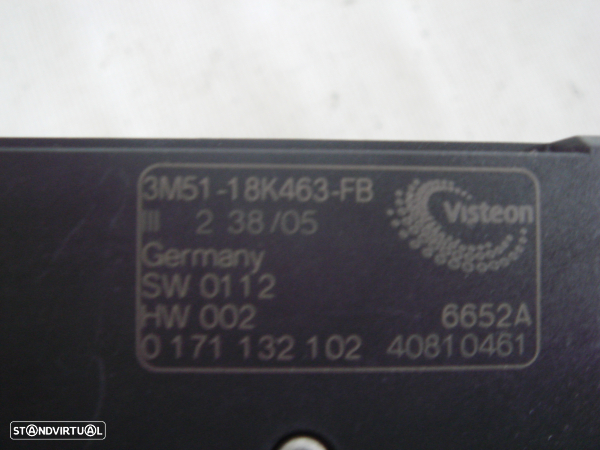 3M51-18K463-FB
Visteon
III 2 38/05
Germany
SW 0112
HW 002 6652A
0 171 132 102 40810461
STANDVIRTUAL